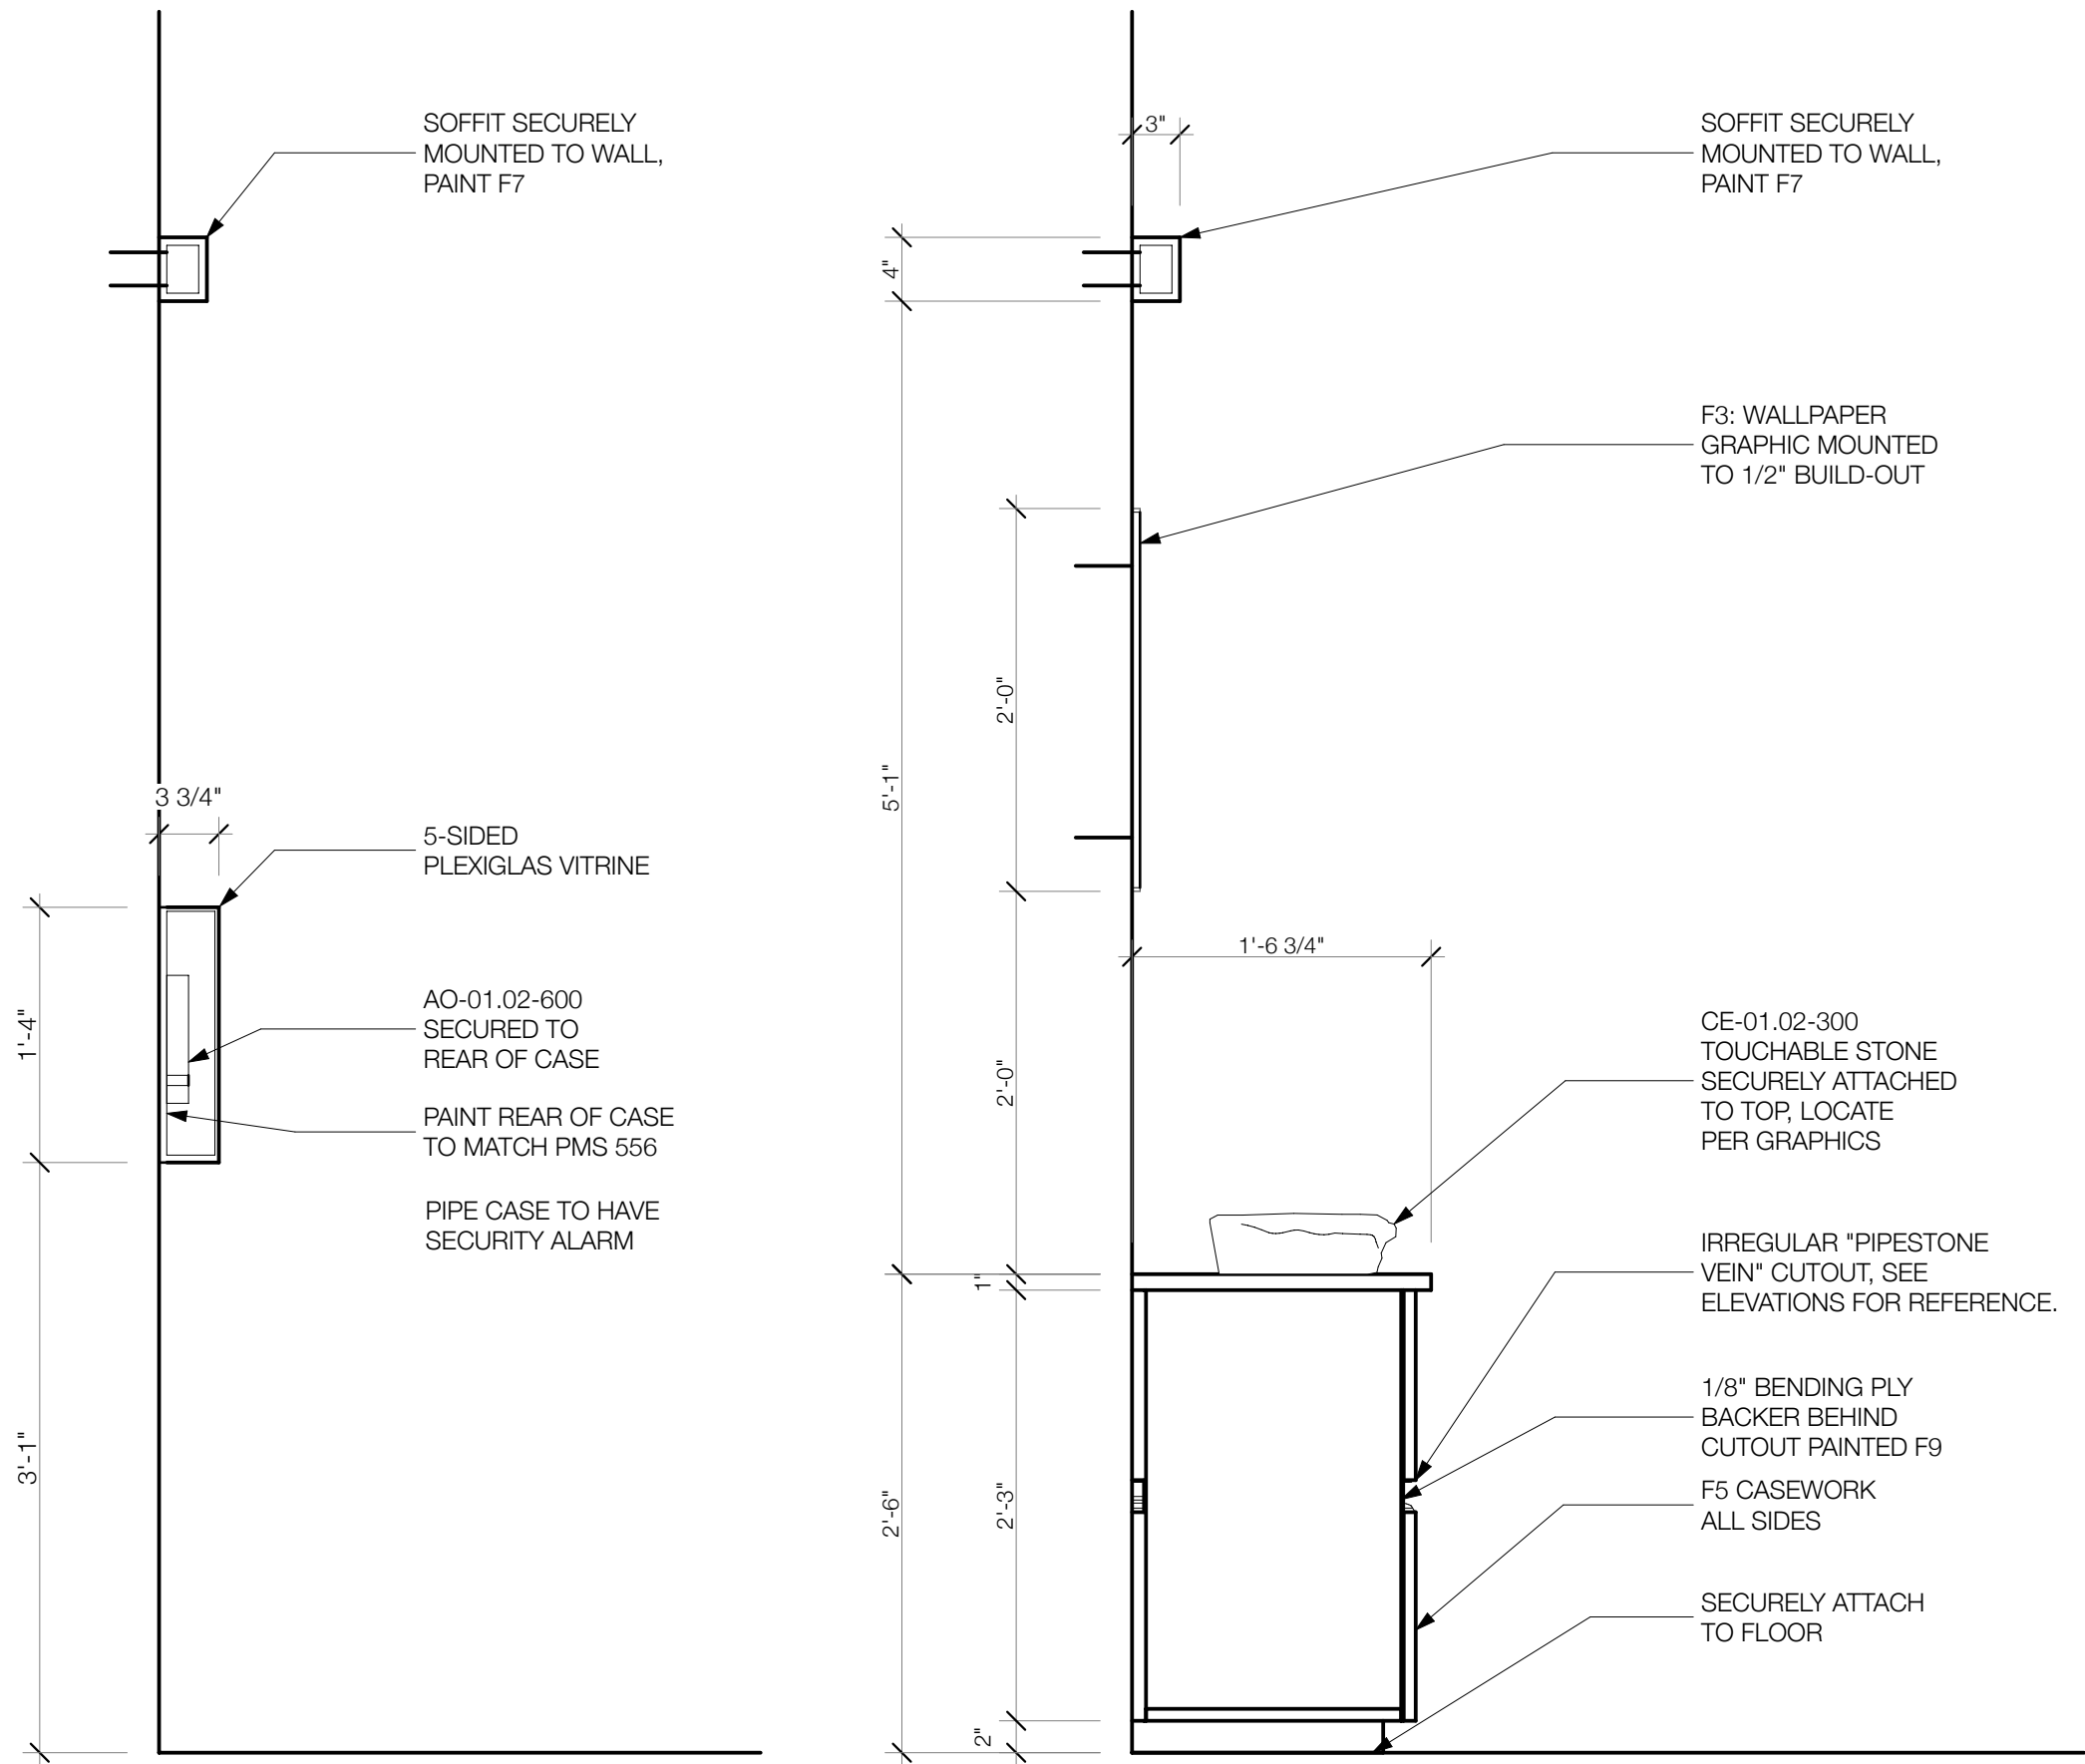 SOFFIT SECURELY
MOUNTED TO WALL,
PAINT F7
3 3/4"
5-SIDED
PLEXIGLAS VITRINE
1'-4"
AO-01.02-600
SECURED TO
REAR OF CASE
PAINT REAR OF CASE
TO MATCH PMS 556
PIPE CASE TO HAVE
SECURITY ALARM
3'-1"
3"
SOFFIT SECURELY
MOUNTED TO WALL,
PAINT F7
4"
F3: WALLPAPER
GRAPHIC MOUNTED
TO 1/2" BUILD-OUT
2'-0"
5'-1"
1'-6 3/4"
2'-0"
CE-01.02-300
TOUCHABLE STONE
SECURELY ATTACHED
TO TOP, LOCATE
PER GRAPHICS
1"
IRREGULAR "PIPESTONE
VEIN" CUTOUT, SEE
ELEVATIONS FOR REFERENCE.
1/8" BENDING PLY
BACKER BEHIND
CUTOUT PAINTED F9
2'-6"
2'-3"
F5 CASEWORK
ALL SIDES
SECURELY ATTACH
TO FLOOR
2"